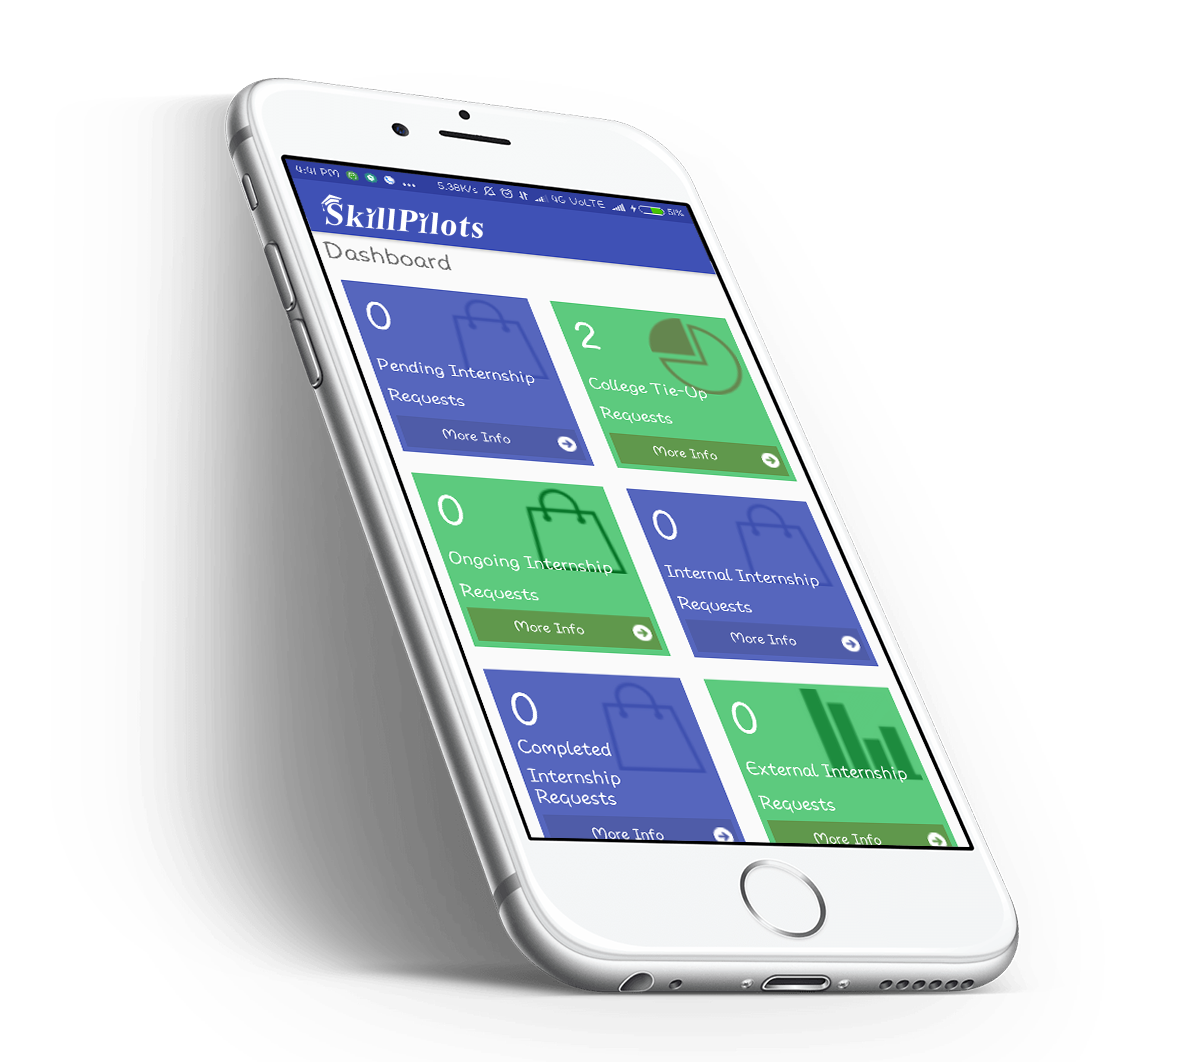 4:41 PM ... 5.38K/s 4G VoLTE 51%
SkillPilots
Dashboard
0
Pending Internship
Requests
More Info
2
College Tie-Up
Requests
More Info
0
Ongoing Internship
Requests
More Info
0
Internal Internship
Requests
More Info
0
Completed
Internship
Requests
More Info
0
External Internship
Requests
More Info